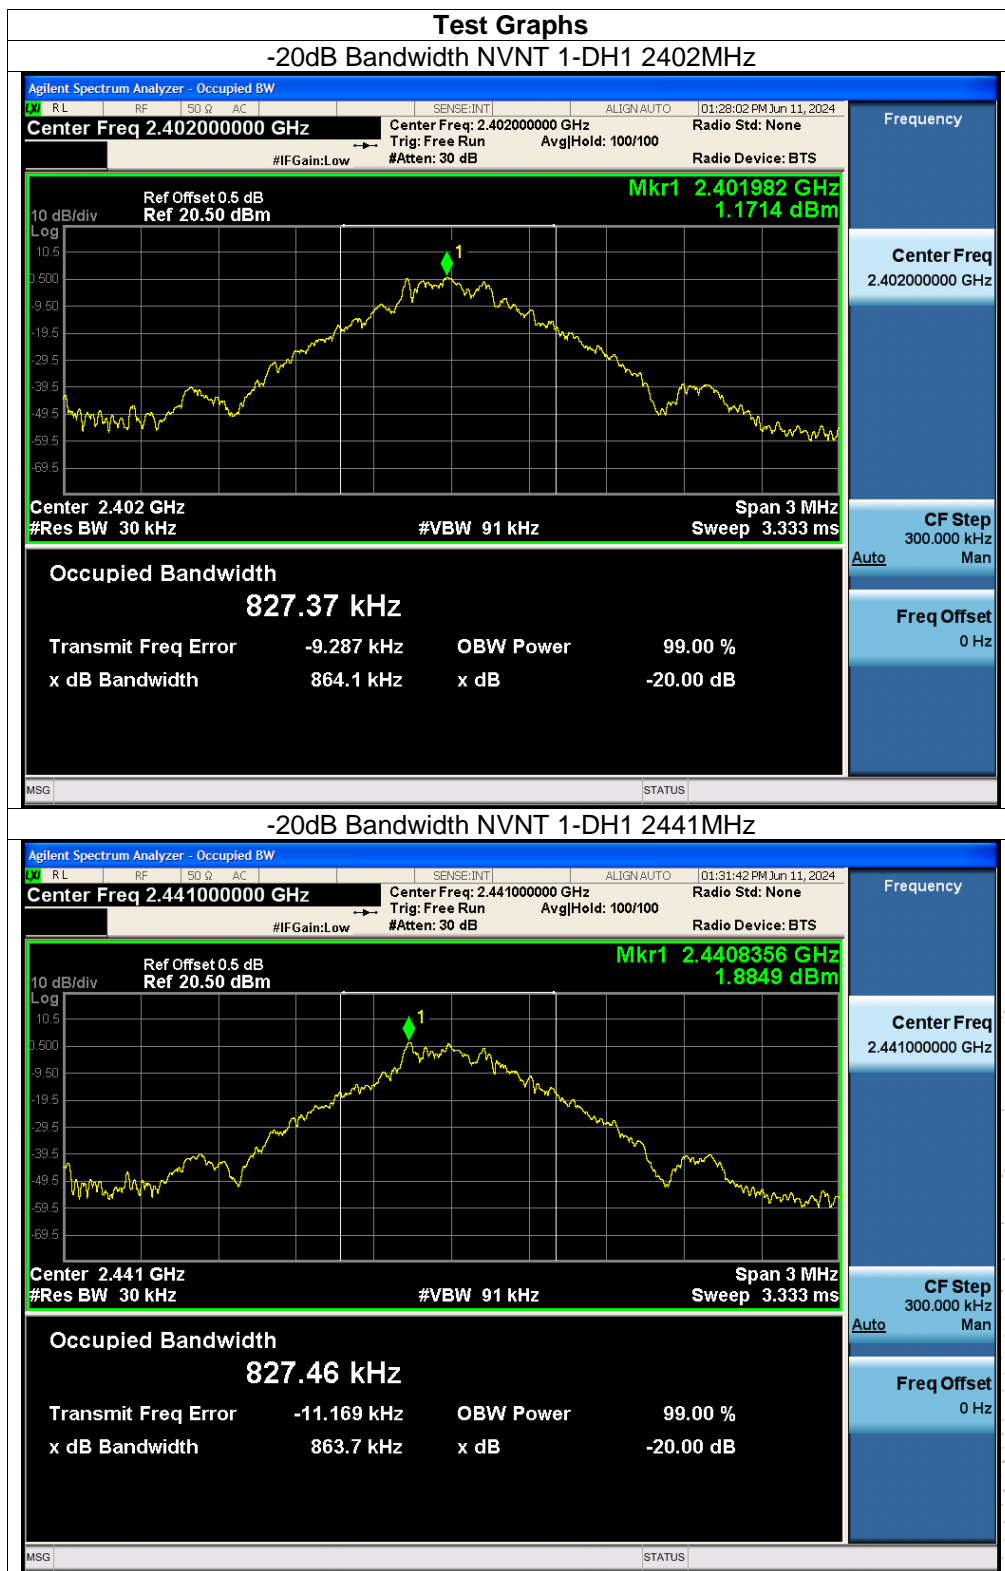 Test Graphs
-20dB Bandwidth NVNT 1-DH1 2402MHz
Agilent Spectrum Analyzer - Occupied BW
LXI RL RF 50 Ω AC SENSE:INT ALIGN AUTO 01:28:02 PM Jun 11, 2024
Center Freq 2.402000000 GHz
Center Freq: 2.402000000 GHz
Radio Std: None
Trig: Free Run Avg|Hold: 100/100
#IFGain:Low #Atten: 30 dB Radio Device: BTS
Frequency
Mkr1 2.401982 GHz
1.1714 dBm
Ref Offset 0.5 dB
10 dB/div Ref 20.50 dBm
Log
10.5
0.500
-9.50
-19.5
-29.5
-39.5
-49.5
-59.5
-69.5
1
Center 2.402 GHz Span 3 MHz
#Res BW 30 kHz #VBW 91 kHz Sweep 3.333 ms
Center Freq
2.402000000 GHz
CF Step
300.000 kHz
Auto Man
Freq Offset
0 Hz
Occupied Bandwidth
827.37 kHz
Transmit Freq Error -9.287 kHz OBW Power 99.00 %
x dB Bandwidth 864.1 kHz x dB -20.00 dB
MSG STATUS
-20dB Bandwidth NVNT 1-DH1 2441MHz
Agilent Spectrum Analyzer - Occupied BW
LXI RL RF 50 Ω AC SENSE:INT ALIGN AUTO 01:31:42 PM Jun 11, 2024
Center Freq 2.441000000 GHz
Center Freq: 2.441000000 GHz
Radio Std: None
Trig: Free Run Avg|Hold: 100/100
#IFGain:Low #Atten: 30 dB Radio Device: BTS
Frequency
Mkr1 2.4408356 GHz
1.8849 dBm
Ref Offset 0.5 dB
10 dB/div Ref 20.50 dBm
Log
10.5
0.500
-9.50
-19.5
-29.5
-39.5
-49.5
-59.5
-69.5
1
Center 2.441 GHz Span 3 MHz
#Res BW 30 kHz #VBW 91 kHz Sweep 3.333 ms
Center Freq
2.441000000 GHz
CF Step
300.000 kHz
Auto Man
Freq Offset
0 Hz
Occupied Bandwidth
827.46 kHz
Transmit Freq Error -11.169 kHz OBW Power 99.00 %
x dB Bandwidth 863.7 kHz x dB -20.00 dB
MSG STATUS